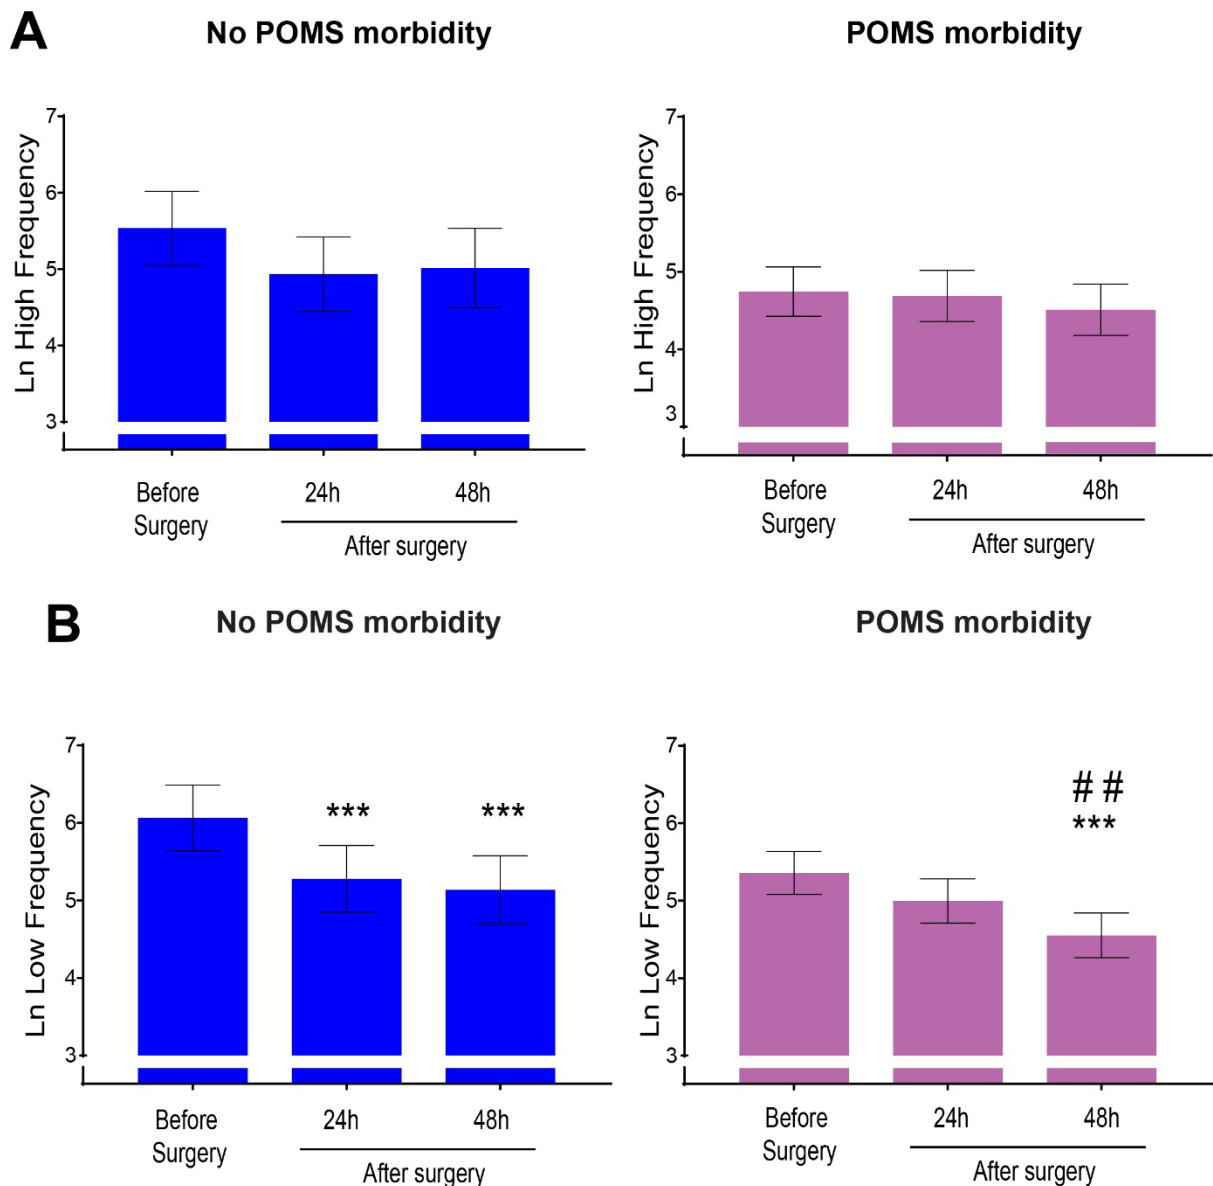 A
No POMS morbidity
POMS morbidity
Ln High Frequency
7
6
5
4
3
Before
Surgery
24h
48h
After surgery
Ln High Frequency
7
6
5
4
3
Before
Surgery
24h
48h
After surgery
B
No POMS morbidity
POMS morbidity
Ln Low Frequency
7
6
5
4
3
***
***
Before
Surgery
24h
48h
After surgery
Ln Low Frequency
7
6
5
4
3
# #
***
Before
Surgery
24h
48h
After surgery